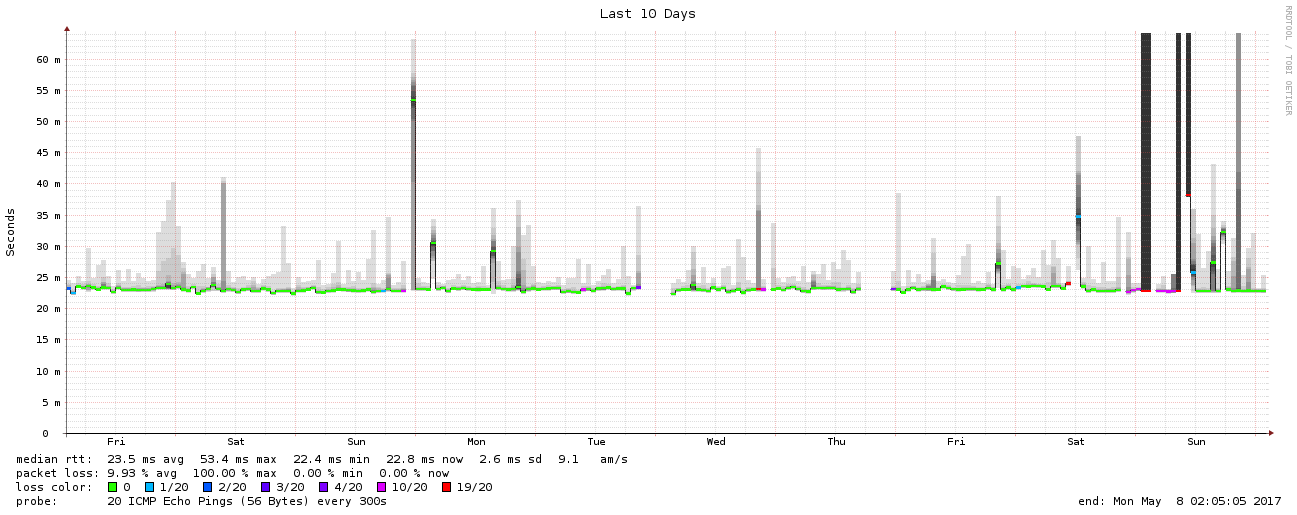 Last 10 Days
RRDTOOL / TOBI OETIKER
Seconds
60 m
55 m
50 m
45 m
40 m
35 m
30 m
25 m
20 m
15 m
10 m
5 m
0
Fri Sat Sun Mon Tue Wed Thu Fri Sat Sun
median rtt: 23.5 ms avg 53.4 ms max 22.4 ms min 22.8 ms now 2.6 ms sd 9.1 am/s
packet loss: 9.93 % avg 100.00 % max 0.00 % min 0.00 % now
loss color: 0 1/20 2/20 3/20 4/20 10/20 19/20
probe: 20 ICMP Echo Pings (56 Bytes) every 300s end: Mon May 8 02:05:05 2017